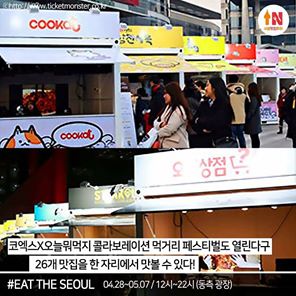 ⓒhttp://www.ticketmonster.co.kr
COOKAT
N
COOKAT
오 상점
코엑스X오늘뭐먹지 콜라보레이션 먹거리 페스티벌도 열린다구
26개 맛집을 한 자리에서 맛볼 수 있다!
#EAT THE SEOUL 04.28~05.07 / 12시~22시 (동측 광장)